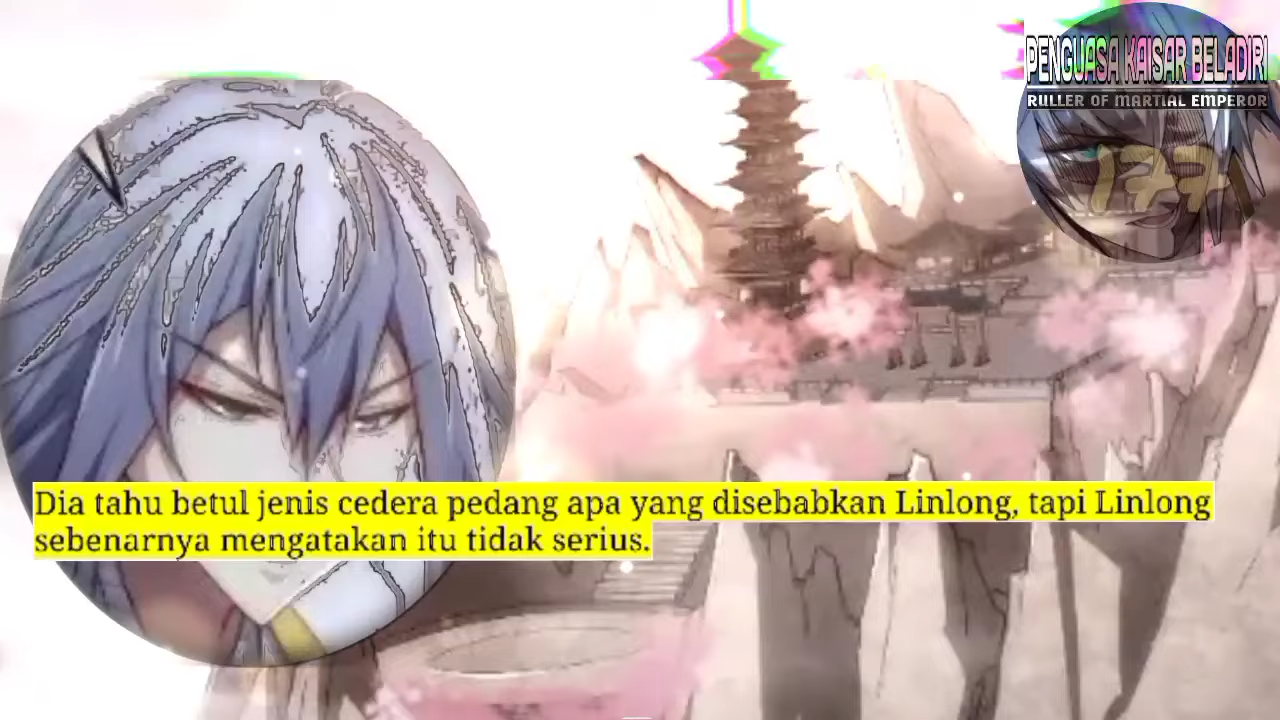 PENGUASA KAISAR BELADIRI
RULLER OF MARTIAL EMPEROR
177
Dia tahu betul jenis cedera pedang apa yang disebabkan Linlong, tapi Linlong
sebenarnya mengatakan itu tidak serius.